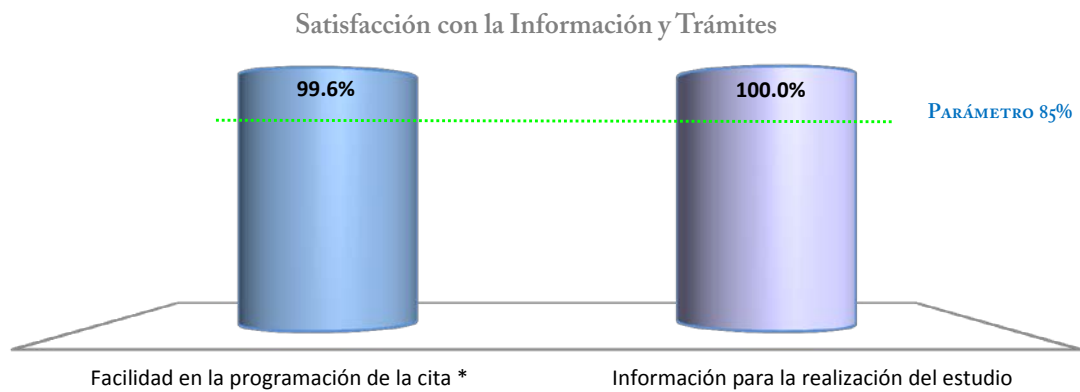 Satisfacción con la Información y Trámites
99.6%
100.0%
PARÁMETRO 85%
Facilidad en la programación de la cita *
Información para la realización del estudio